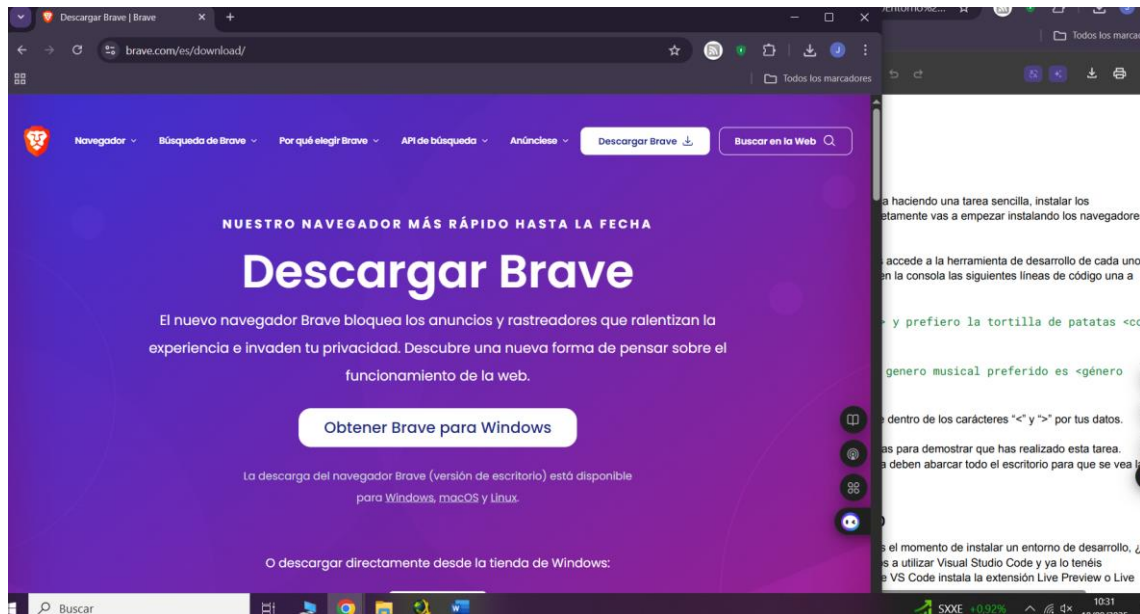 Descargar Brave | Brave
brave.com/es/download/
Todos los marcadores
Navegador
Búsqueda de Brave
Por qué elegir Brave
API de búsqueda
Anúnciese
Descargar Brave
Buscar en la Web
NUESTRO NAVEGADOR MÁS RÁPIDO HASTA LA FECHA
Descargar Brave
El nuevo navegador Brave bloquea los anuncios y rastreadores que ralentizan la
experiencia e invaden tu privacidad. Descubre una nueva forma de pensar sobre el
funcionamiento de la web.
Obtener Brave para Windows
La descarga del navegador Brave (versión de escritorio) está disponible
para Windows, macOS y Linux.
O descargar directamente desde la tienda de Windows:
Todos los marcad
a haciendo una tarea sencilla, instalar los
etamente vas a empezar instalando los navegadore
accede a la herramienta de desarrollo de cada uno
en la consola las siguientes líneas de código una a
> y prefiero la tortilla de patatas <co
genero musical preferido es <género
dentro de los carácteres “<” y “>” por tus datos.
as para demostrar que has realizado esta tarea.
a deben abarcar todo el escritorio para que se vea l
s el momento de instalar un entorno de desarrollo, ¿
s a utilizar Visual Studio Code y ya lo tenéis
e VS Code instala la extensión Live Preview o Live
Buscar
SXXE +0,92%
10:31